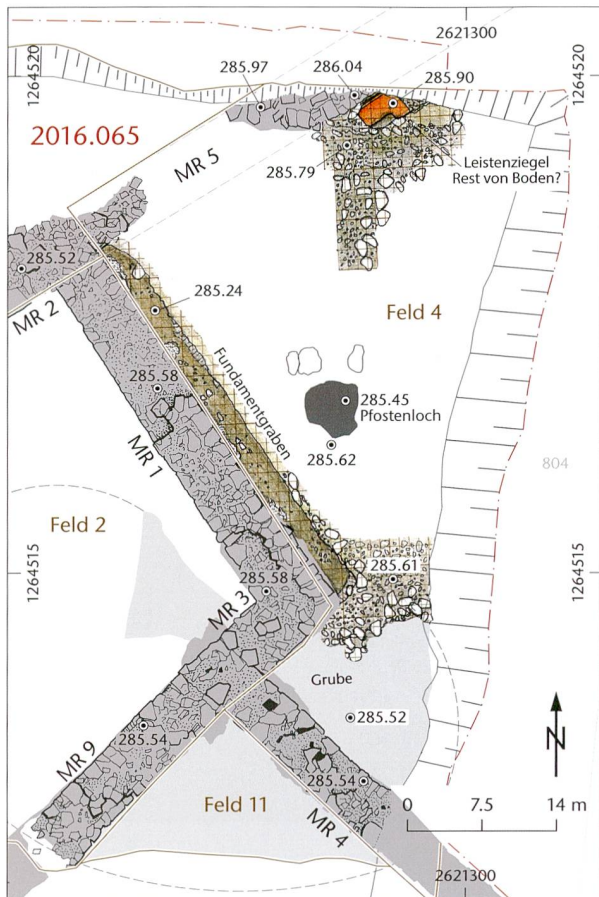 2621300
1264520
1264520
285.97
286.04
285.90
2016.065
MR 5
285.79
Leistenziegel
Rest von Boden?
285.52
MR 2
285.24
Feld 4
Fundamentgraben
285.58
285.45
Pfostenloch
MR 1
285.62
804
Feld 2
1264515
285.61
1264515
285.58
MR 3
Grube
285.52
N
285.54
MR 9
285.54
Feld 11
MR 4
0 7.5 14 m
2621300